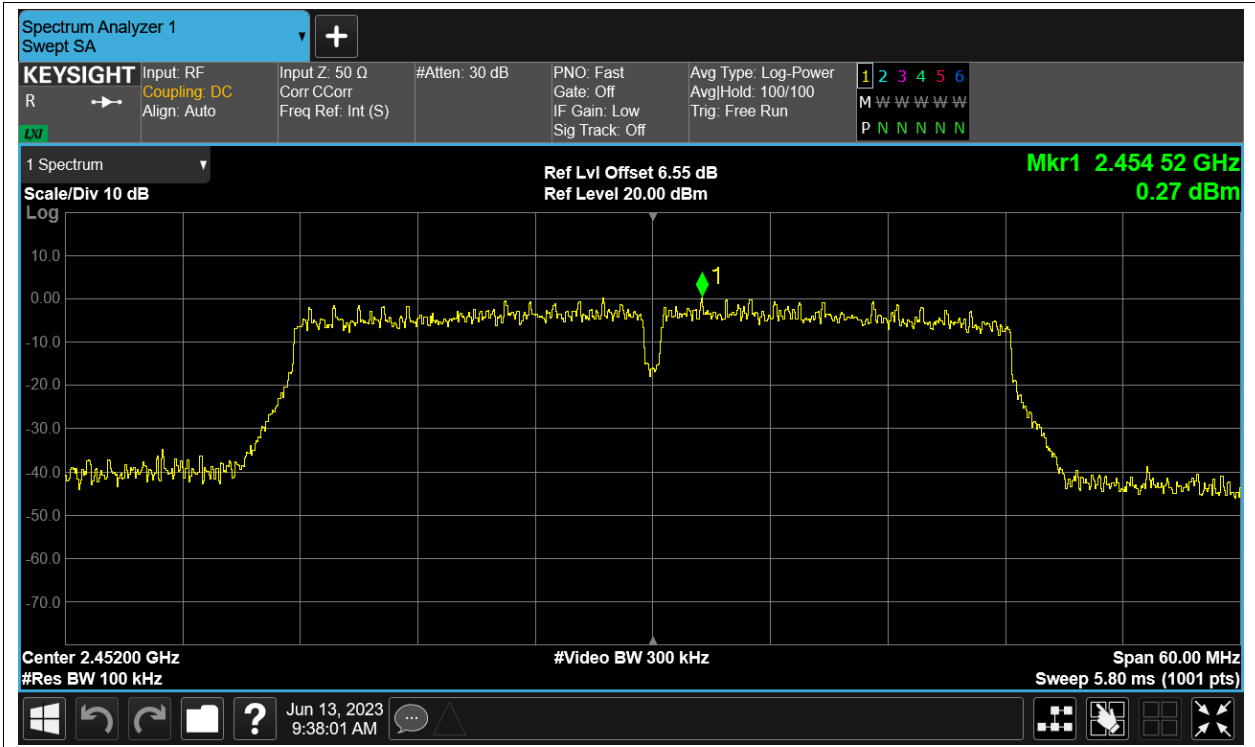 Spectrum Analyzer 1
Swept SA
+
KEYSIGHT
R
LXI
Input: RF
Coupling: DC
Align: Auto
Input Z: 50 Ω
Corr CCorr
Freq Ref: Int (S)
#Atten: 30 dB
PNO: Fast
Gate: Off
IF Gain: Low
Sig Track: Off
Avg Type: Log-Power
Avg|Hold: 100/100
Trig: Free Run
1 2 3 4 5 6
M W W W W W
P N N N N N
1 Spectrum
Scale/Div 10 dB
Log
Ref Lvl Offset 6.55 dB
Ref Level 20.00 dBm
Mkr1 2.454 52 GHz
0.27 dBm
10.0
0.00
-10.0
-20.0
-30.0
-40.0
-50.0
-60.0
-70.0
1
Center 2.45200 GHz
#Res BW 100 kHz
#Video BW 300 kHz
Span 60.00 MHz
Sweep 5.80 ms (1001 pts)
?
Jun 13, 2023
9:38:01 AM